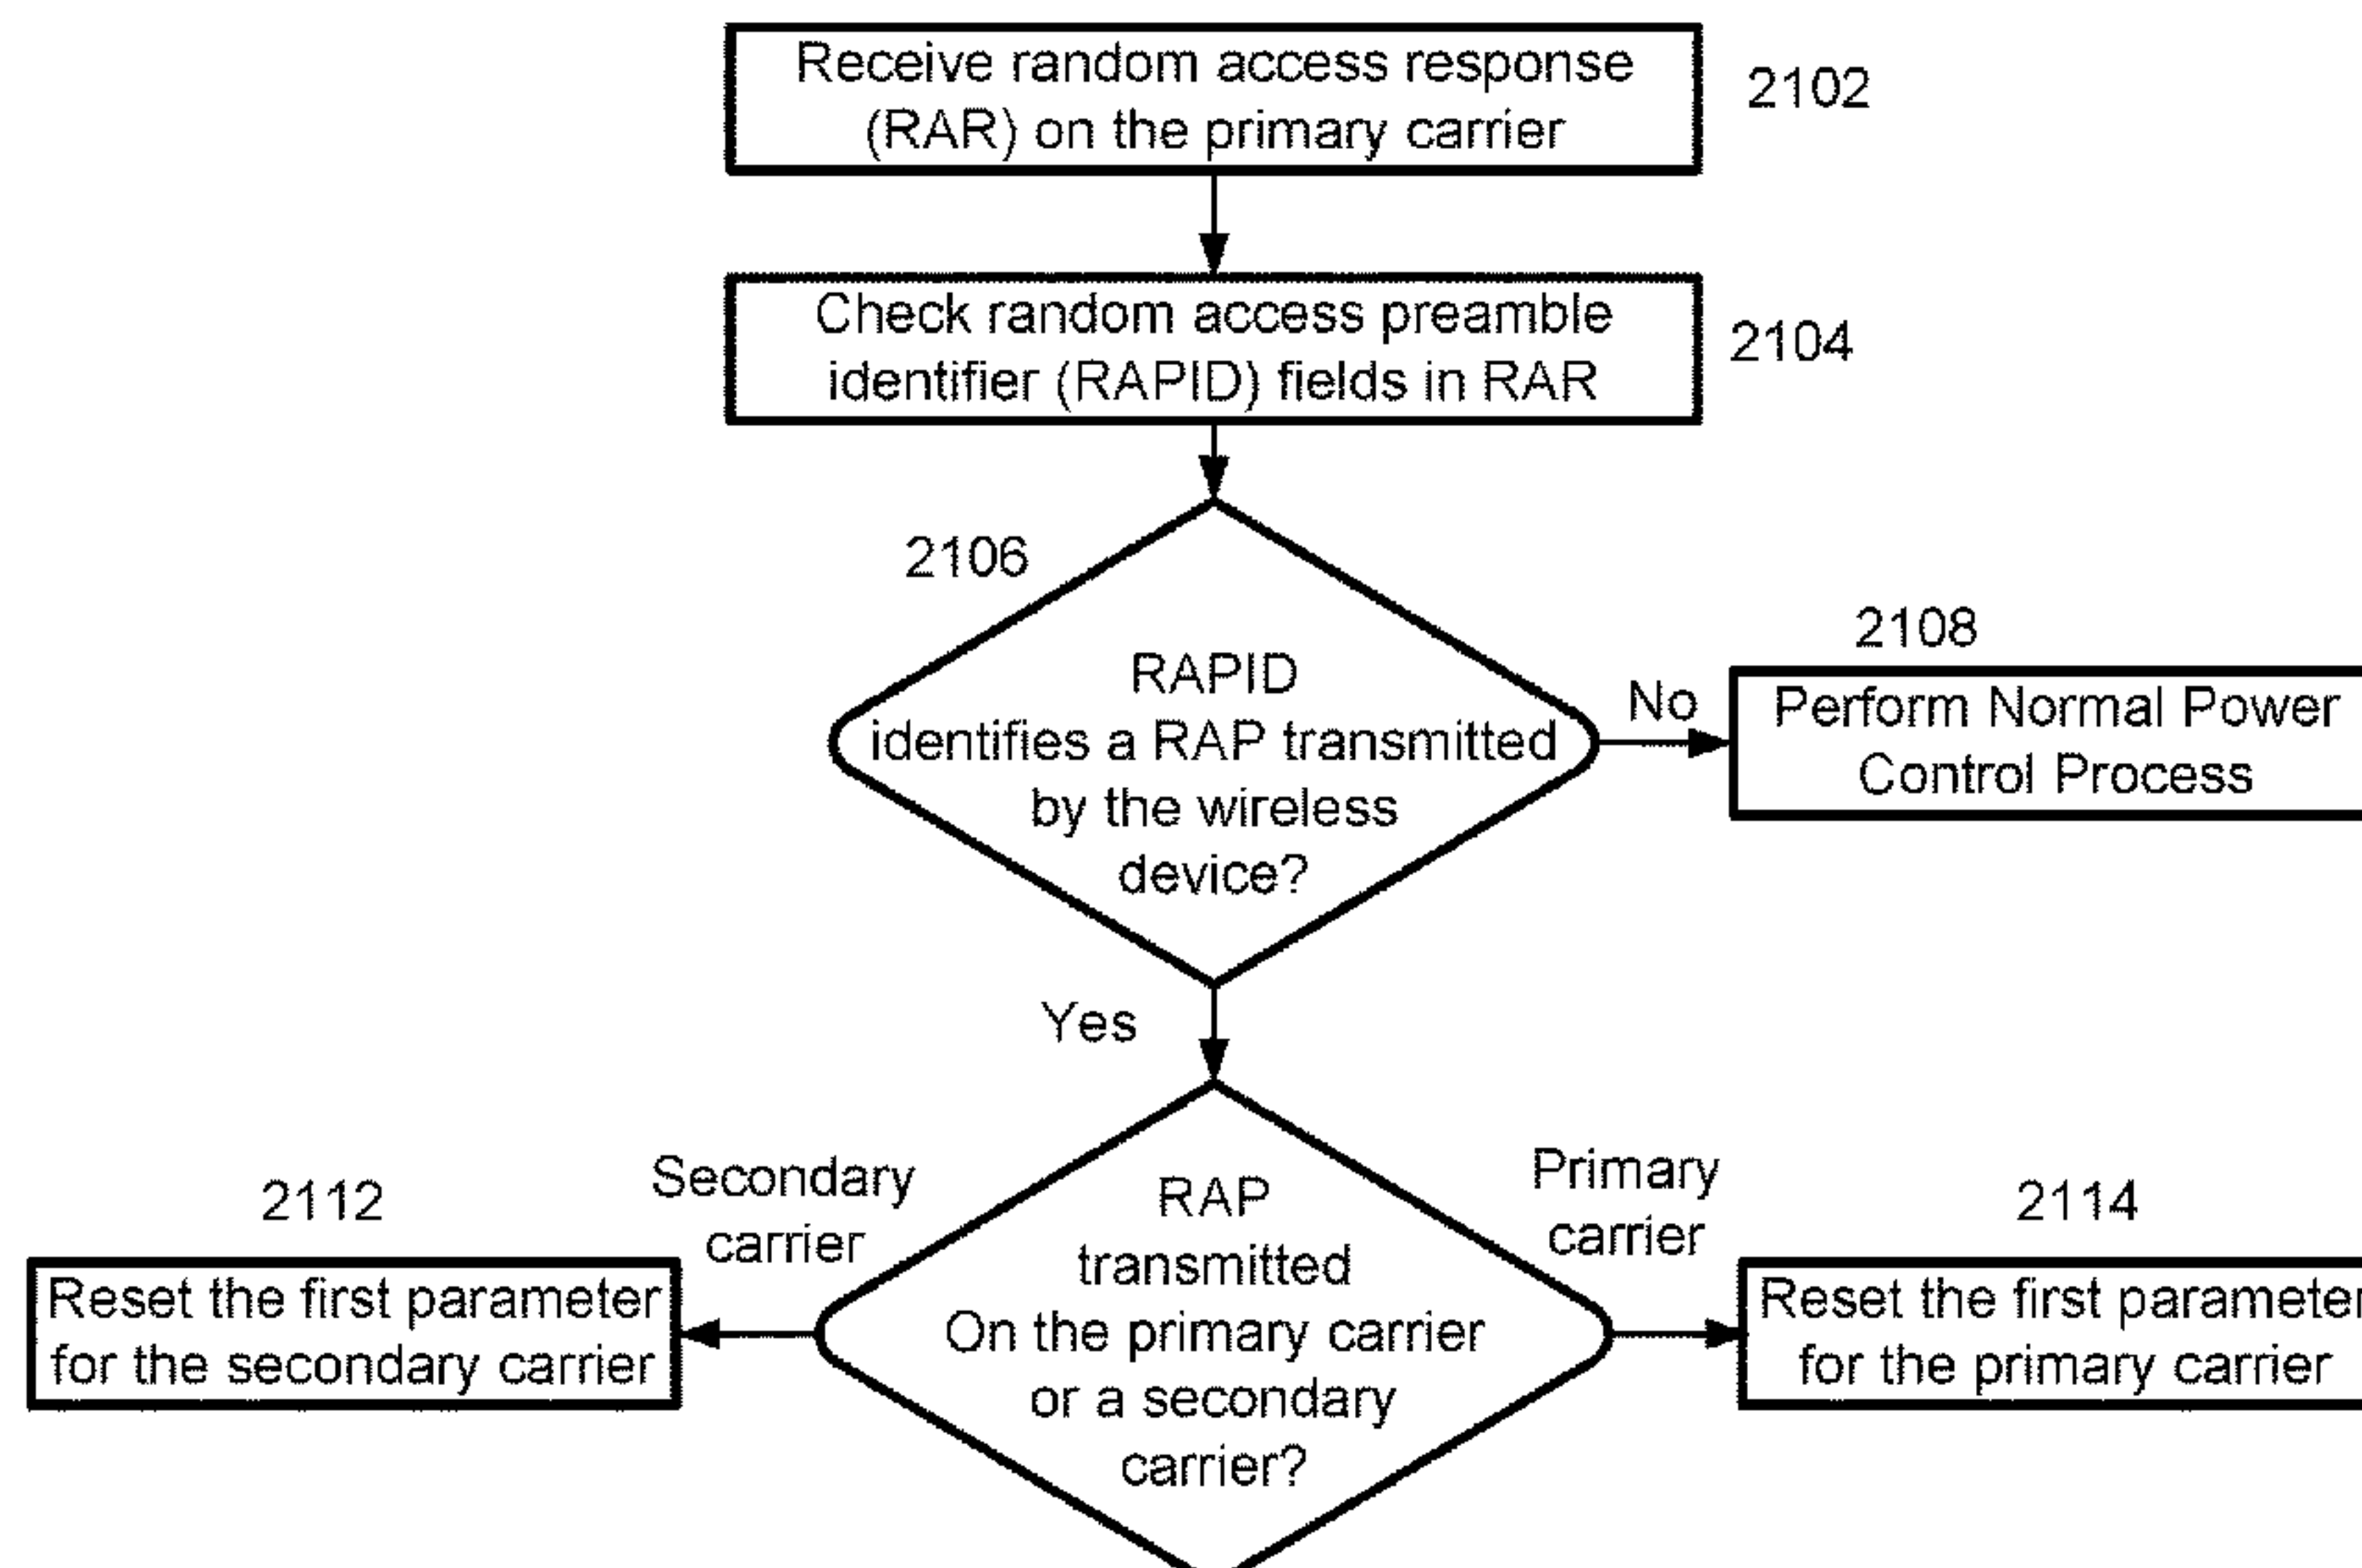 Receive random access response
(RAR) on the primary carrier
2102
Check random access preamble
identifier (RAPID) fields in RAR
2104
2106
RAPID
identifies a RAP transmitted
by the wireless
device?
No
2108
Perform Normal Power
Control Process
Yes
RAP
transmitted
On the primary carrier
or a secondary
carrier?
Secondary
carrier
2112
Reset the first parameter
for the secondary carrier
Primary
carrier
2114
Reset the first parameter
for the primary carrier